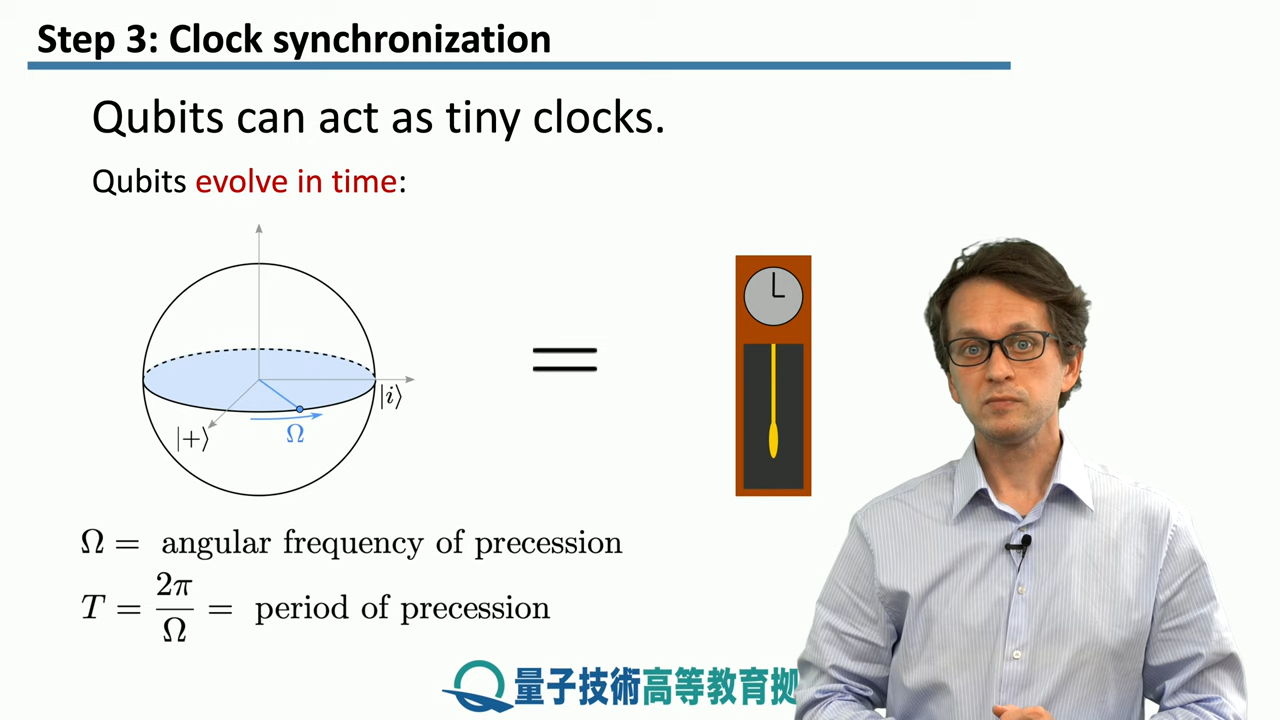 Step 3: Clock synchronization
Qubits can act as tiny clocks.
Qubits evolve in time:
|i⟩
|+⟩
Ω
Ω = angular frequency of precession
T = 2π/Ω = period of precession
量子技術高等教育拠